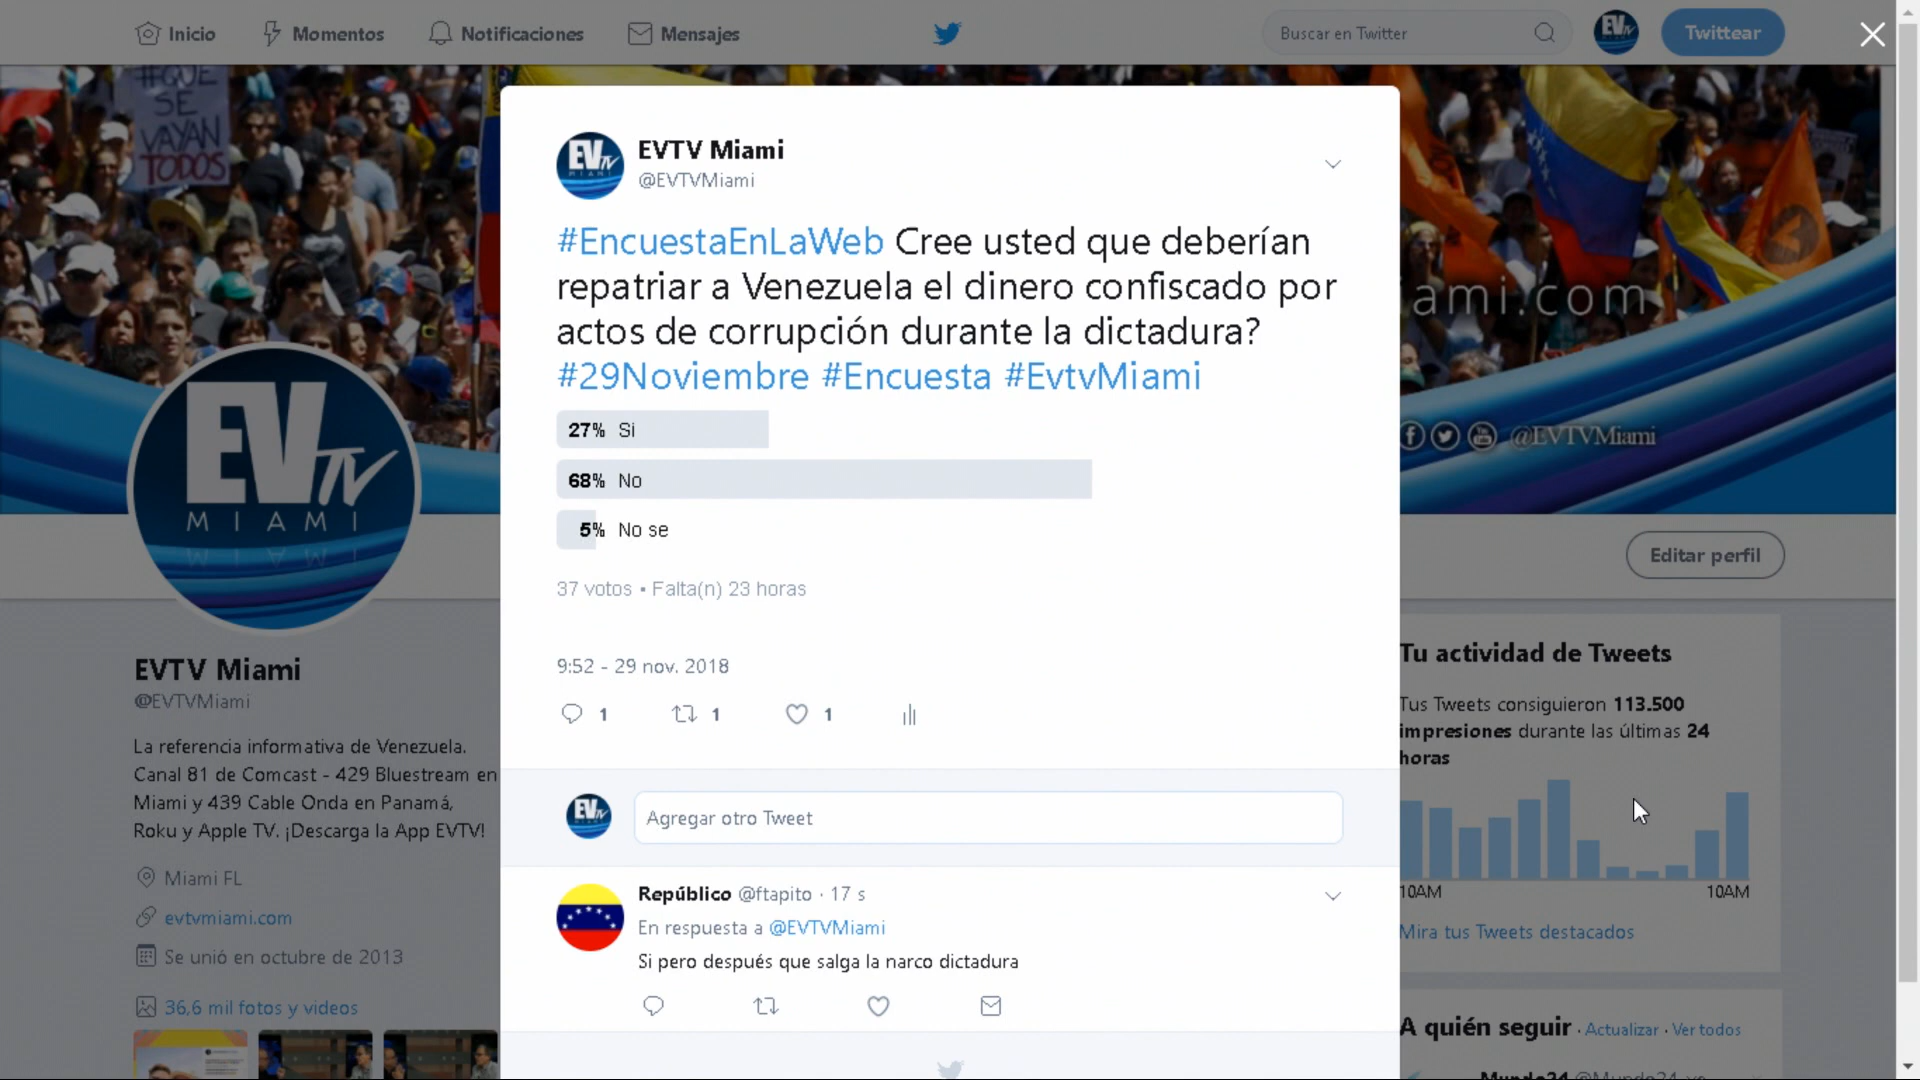 Inicio
Momentos
Notificaciones
Mensajes
Buscar en Twitter
EVTV
Twittear
#QUE
SE
VAYAN
TODOS
EVTV Miami
@EVTVMiami
#EncuestaEnLaWeb Cree usted que deberían
repatriar a Venezuela el dinero confiscado por
actos de corrupción durante la dictadura?
#29Noviembre #Encuesta #EvtvMiami
27% Si
68% No
5% No se
37 votos • Falta(n) 23 horas
9:52 - 29 nov. 2018
1 1 1
Agregar otro Tweet
Repúblico @ftapito · 17 s
En respuesta a @EVTVMiami
Si pero después que salga la narco dictadura
ami.com
@EVTVMiami
EVTV
MIAMI
Editar perfil
EVTV Miami
@EVTVMiami
La referencia informativa de Venezuela.
Canal 81 de Comcast - 429 Bluestream en
Miami y 439 Cable Onda en Panamá,
Roku y Apple TV. ¡Descarga la App EVTV!
Miami FL
evtvmiami.com
Se unió en octubre de 2013
36,6 mil fotos y videos
Tu actividad de Tweets
Tus Tweets consiguieron 113.500
impresiones durante las últimas 24
horas
10AM 10AM
Mira tus Tweets destacados
A quién seguir · Actualizar · Ver todos